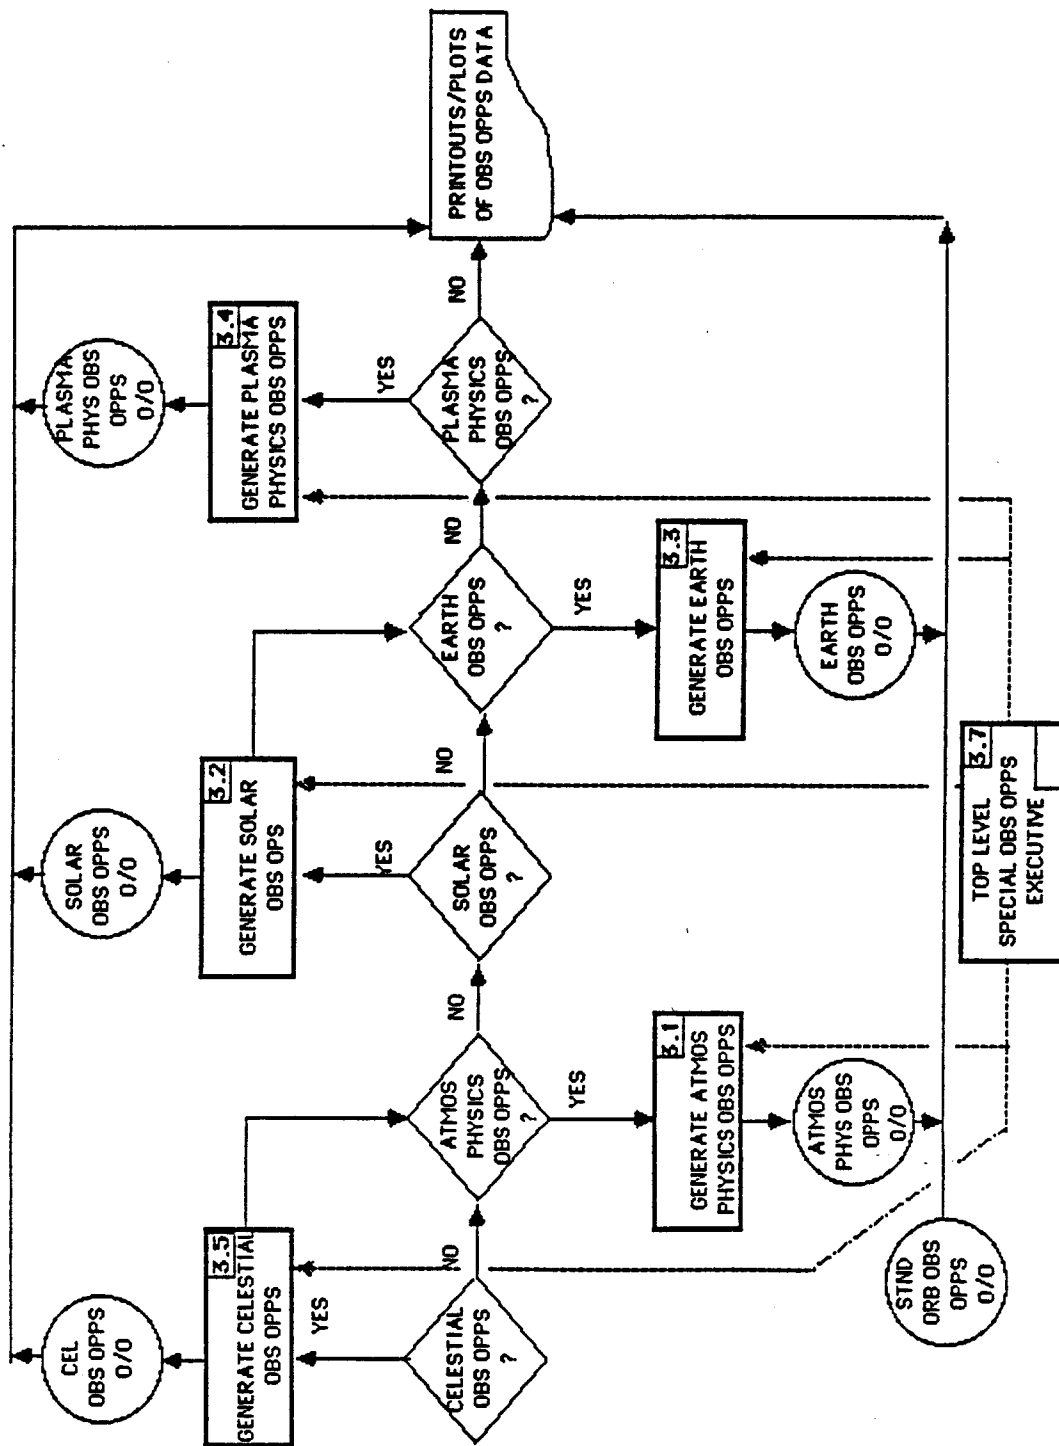 CEL
OBS OPPS
O/O
3.5
GENERATE CELESTIAL
OBS OPPS
YES
CELESTIAL
OBS OPPS
?
NO
STND
ORB OBS
OPPS
O/O
ATMOS
PHYSICS
OBS OPPS
?
NO
YES
3.1
GENERATE ATMOS
PHYSICS OBS OPPS
ATMOS
PHYS OBS
OPPS
O/O
SOLAR
OBS OPPS
O/O
3.2
GENERATE SOLAR
OBS OPS
YES
SOLAR
OBS OPPS
?
NO
3.7
TOP LEVEL
SPECIAL OBS OPPS
EXECUTIVE
EARTH
OBS OPPS
?
NO
YES
3.3
GENERATE EARTH
OBS OPPS
EARTH
OBS OPPS
O/O
PLASMA
PHYS OBS
OPPS
O/O
3.4
GENERATE PLASMA
PHYSICS OBS OPPS
YES
PLASMA
PHYSICS
OBS OPPS
?
NO
PRINTOUTS/PLOTS
OF OBS OPPS DATA